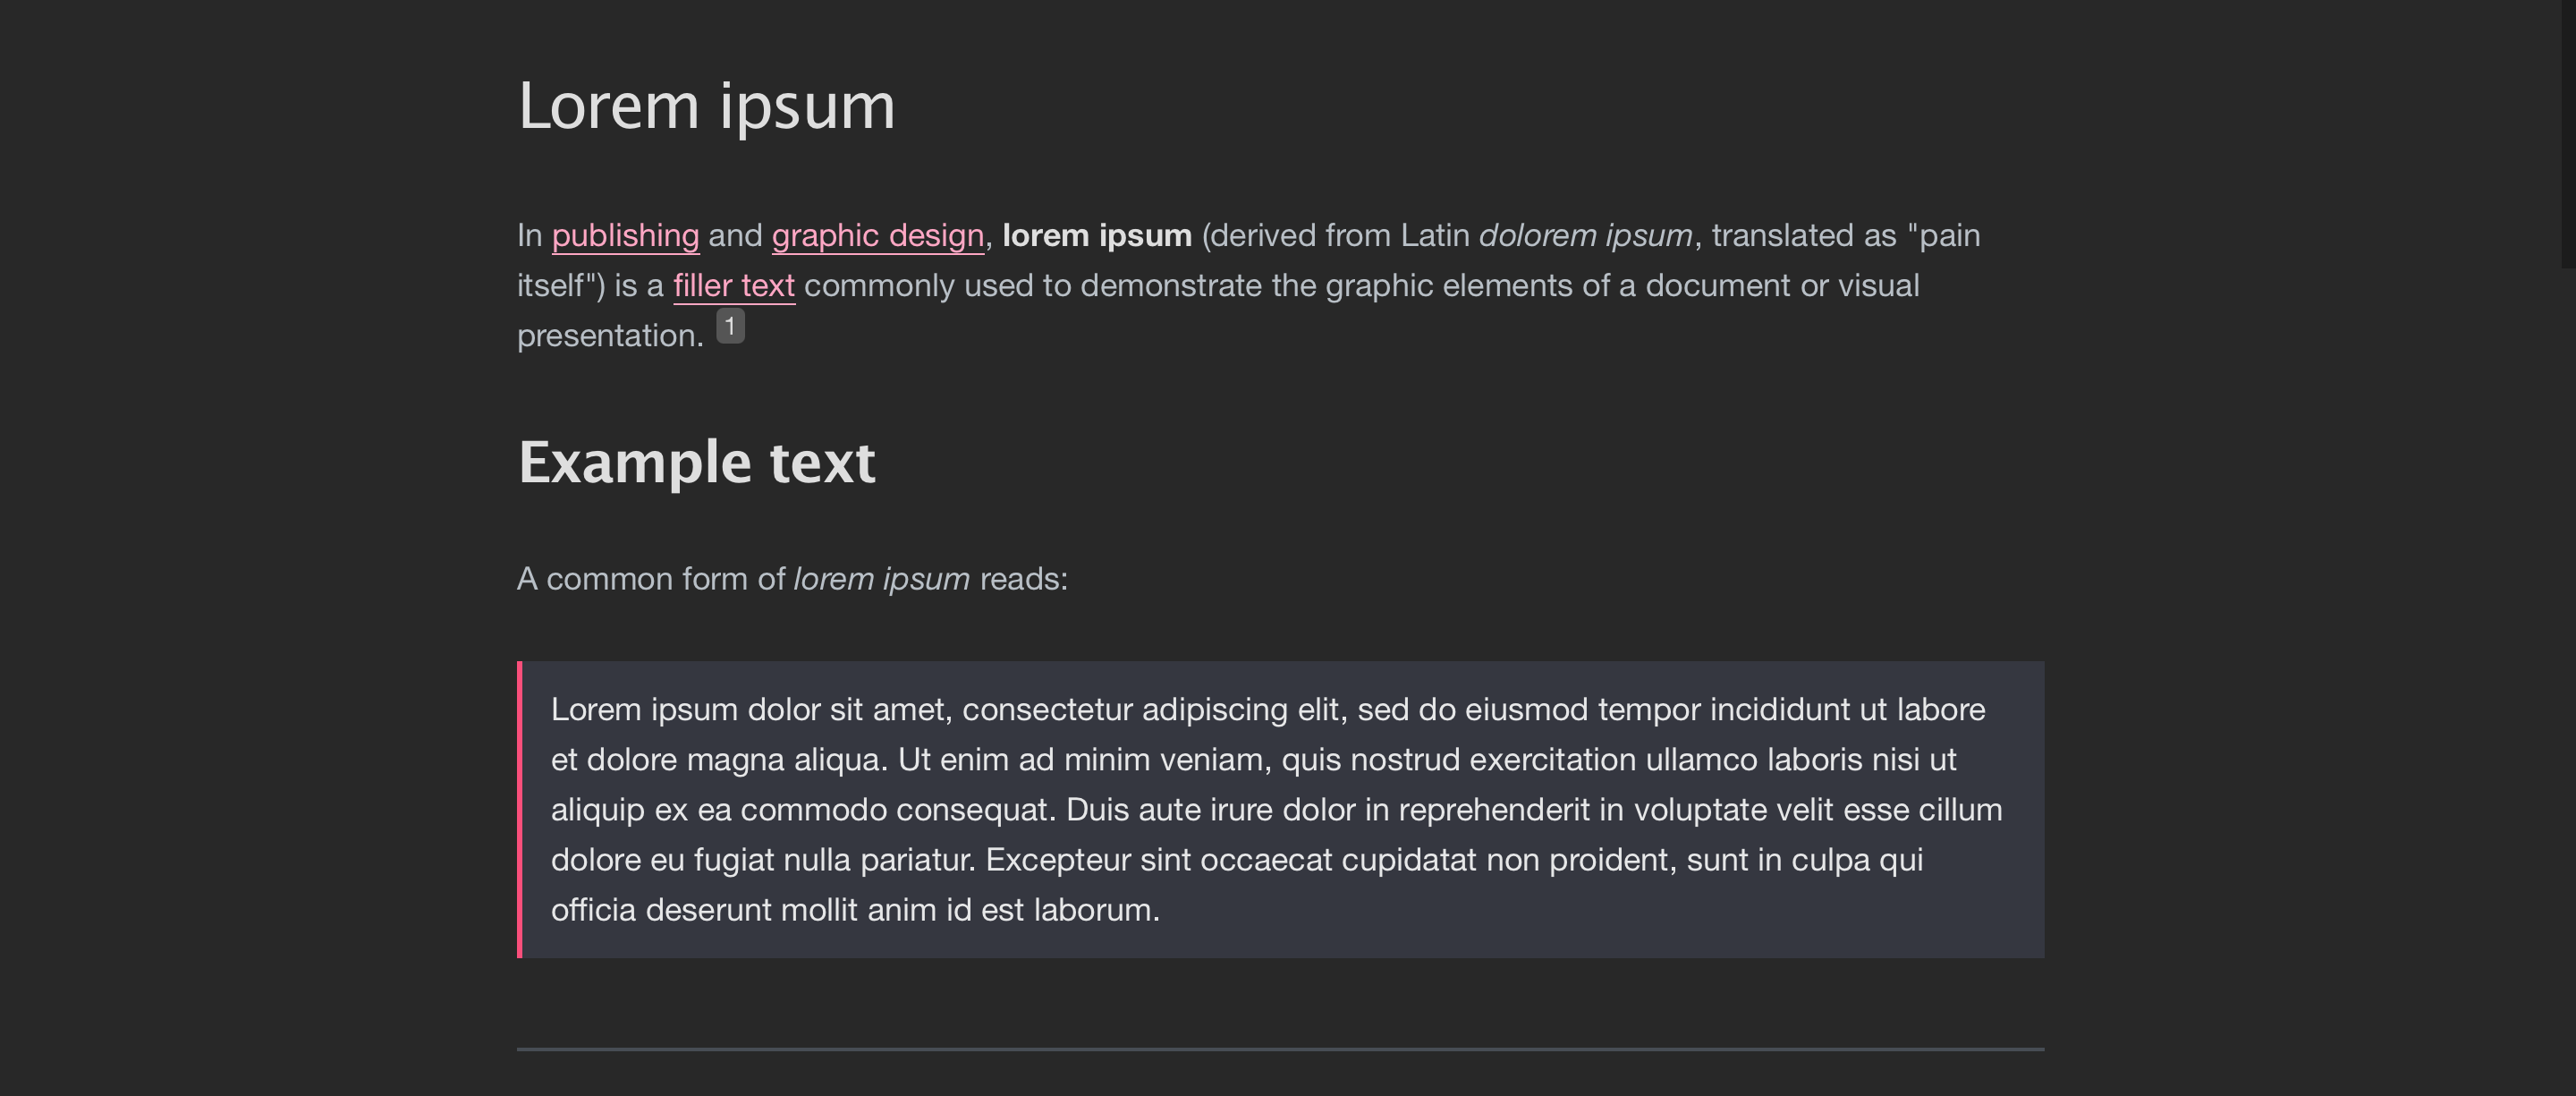 Lorem ipsum
In publishing and graphic design, lorem ipsum (derived from Latin dolorem ipsum, translated as "pain
itself") is a filler text commonly used to demonstrate the graphic elements of a document or visual
presentation. 1
Example text
A common form of lorem ipsum reads:
Lorem ipsum dolor sit amet, consectetur adipiscing elit, sed do eiusmod tempor incididunt ut labore
et dolore magna aliqua. Ut enim ad minim veniam, quis nostrud exercitation ullamco laboris nisi ut
aliquip ex ea commodo consequat. Duis aute irure dolor in reprehenderit in voluptate velit esse cillum
dolore eu fugiat nulla pariatur. Excepteur sint occaecat cupidatat non proident, sunt in culpa qui
officia deserunt mollit anim id est laborum.